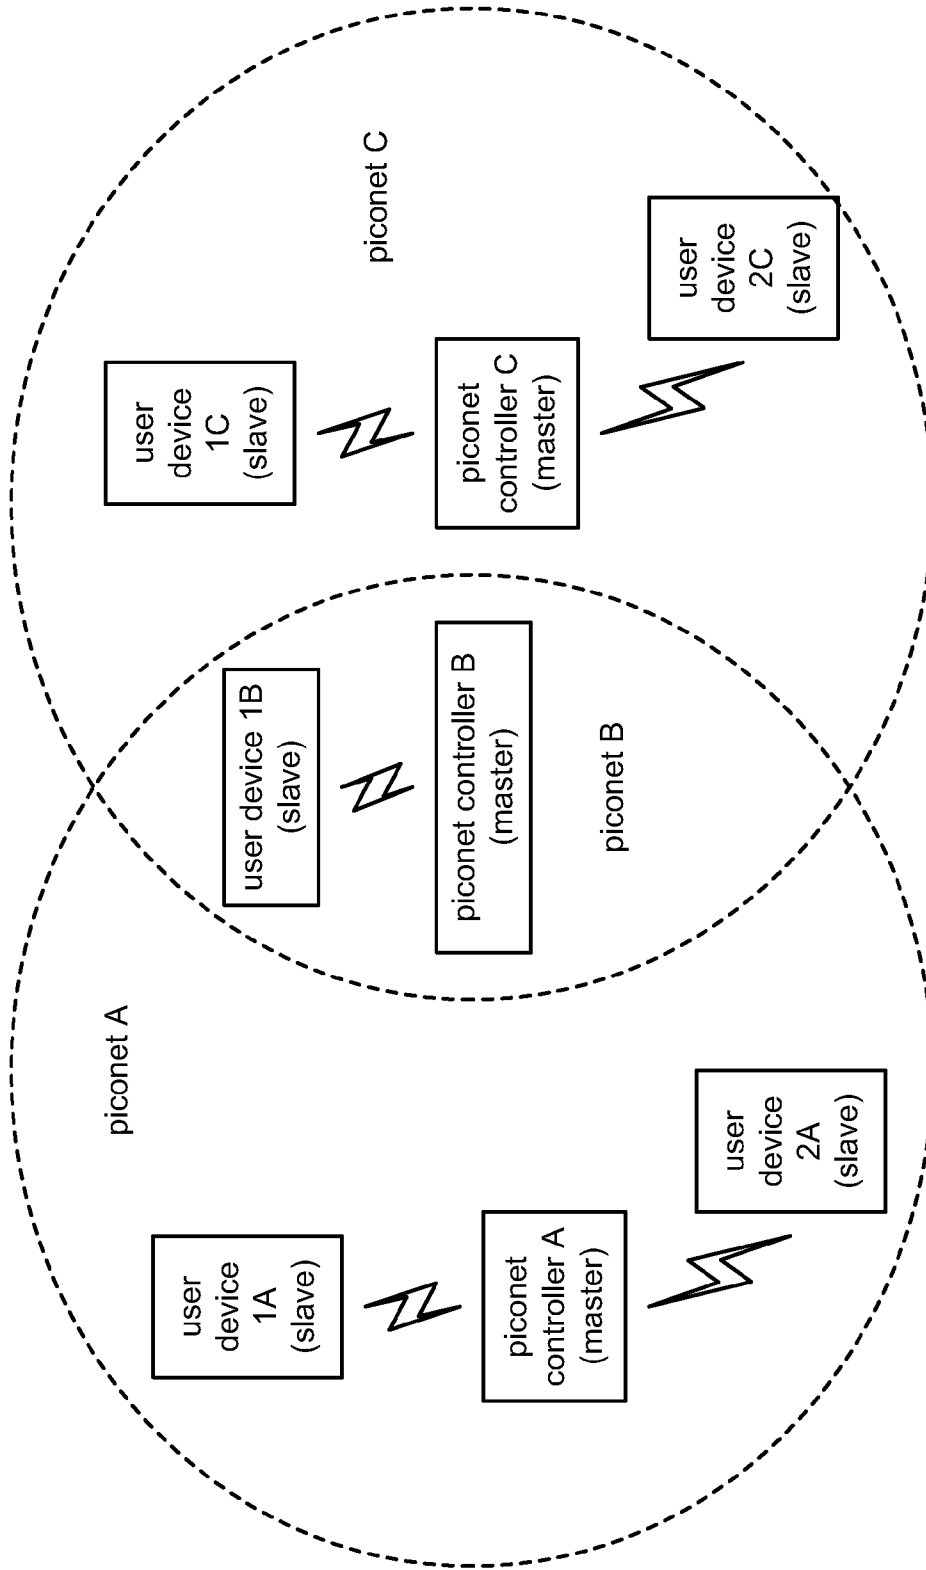 piconet A
user
device
1A
(slave)
piconet
controller A
(master)
user
device
2A
(slave)
user device 1B
(slave)
piconet controller B
(master)
piconet B
user
device
1C
(slave)
piconet C
piconet
controller C
(master)
user
device
2C
(slave)